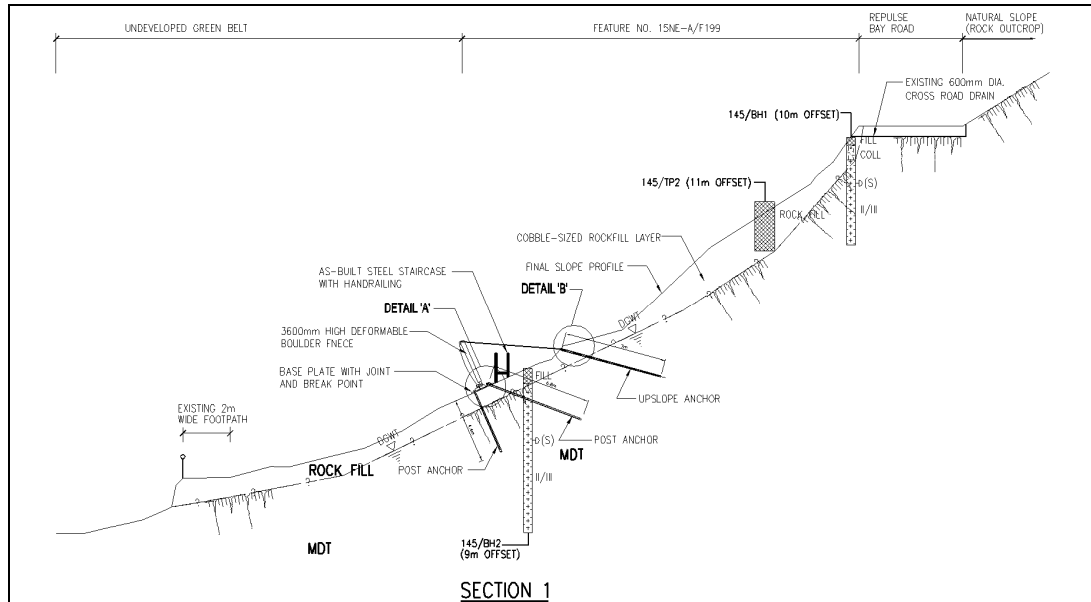 UNDEVELOPED GREEN BELT
FEATURE NO. 15NE-A/F199
REPULSE
BAY ROAD
NATURAL SLOPE
(ROCK OUTCROP)
EXISTING 600mm DIA.
CROSS ROAD DRAIN
145/BH1 (10m OFFSET)
FILL
COLL
D(S)
II/III
145/TP2 (11m OFFSET)
ROCK FILL
COBBLE-SIZED ROCKFILL LAYER
FINAL SLOPE PROFILE
AS-BUILT STEEL STAIRCASE
WITH HANDRAILING
DETAIL 'B'
DETAIL 'A'
DGWT
3600mm HIGH DEFORMABLE
BOULDER FNECE
BASE PLATE WITH JOINT
AND BREAK POINT
FILL
UPSLOPE ANCHOR
EXISTING 2m
WIDE FOOTPATH
DGWT
D(S)
POST ANCHOR
MDT
ROCK FILL
POST ANCHOR
II/III
MDT
145/BH2
(9m OFFSET)
SECTION 1